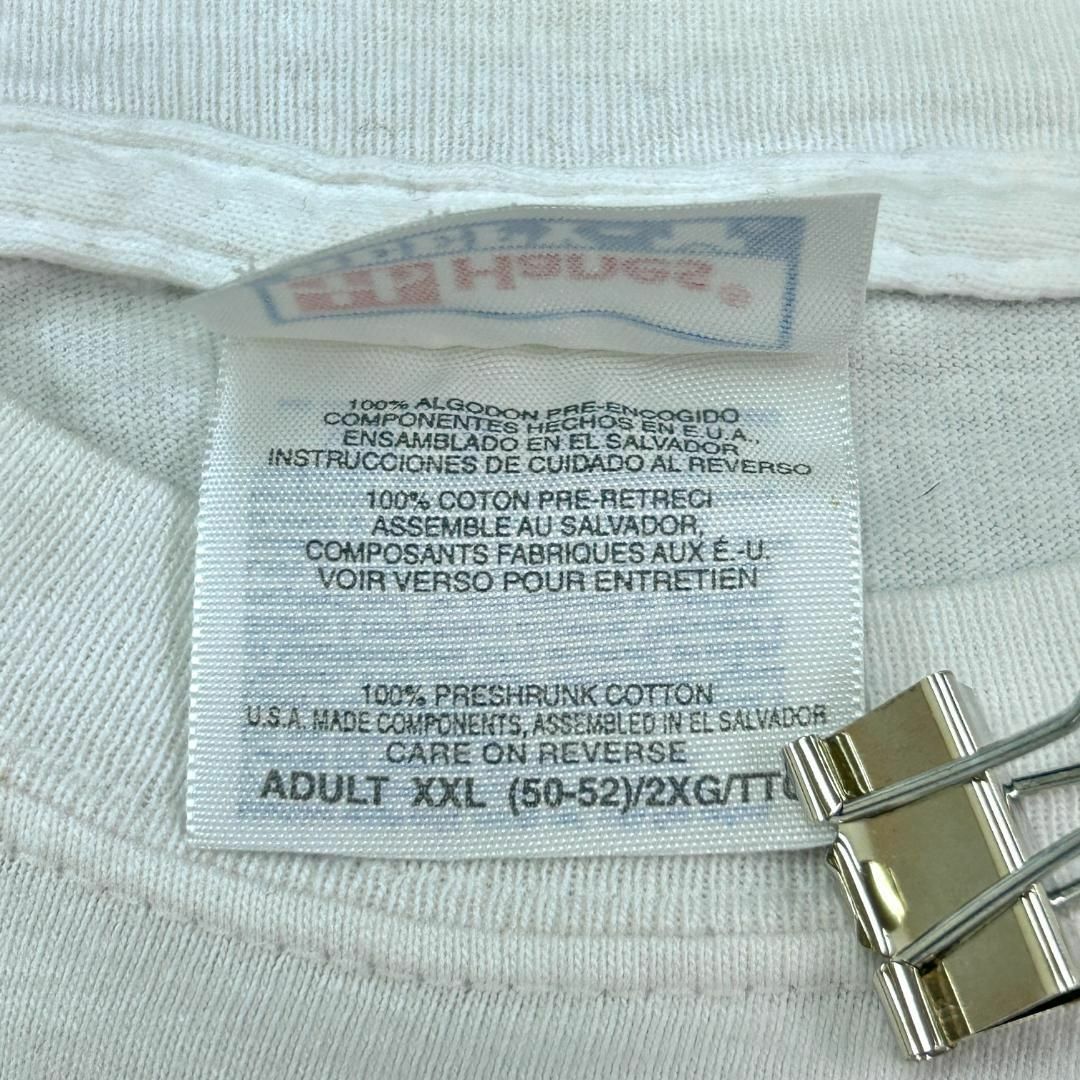 Hanes®
100% ALGODON PRE-ENCOGIDO
COMPONENTES HECHOS EN E.U.A.,
ENSAMBLADO EN EL SALVADOR
INSTRUCCIONES DE CUIDADO AL REVERSO
100% COTON PRE-RETRECI
ASSEMBLE AU SALVADOR,
COMPOSANTS FABRIQUES AUX É.-U.
VOIR VERSO POUR ENTRETIEN
100% PRESHRUNK COTTON
U.S.A. MADE COMPONENTS, ASSEMBLED IN EL SALVADOR
CARE ON REVERSE
ADULT XXL (50-52)/2XG/TT